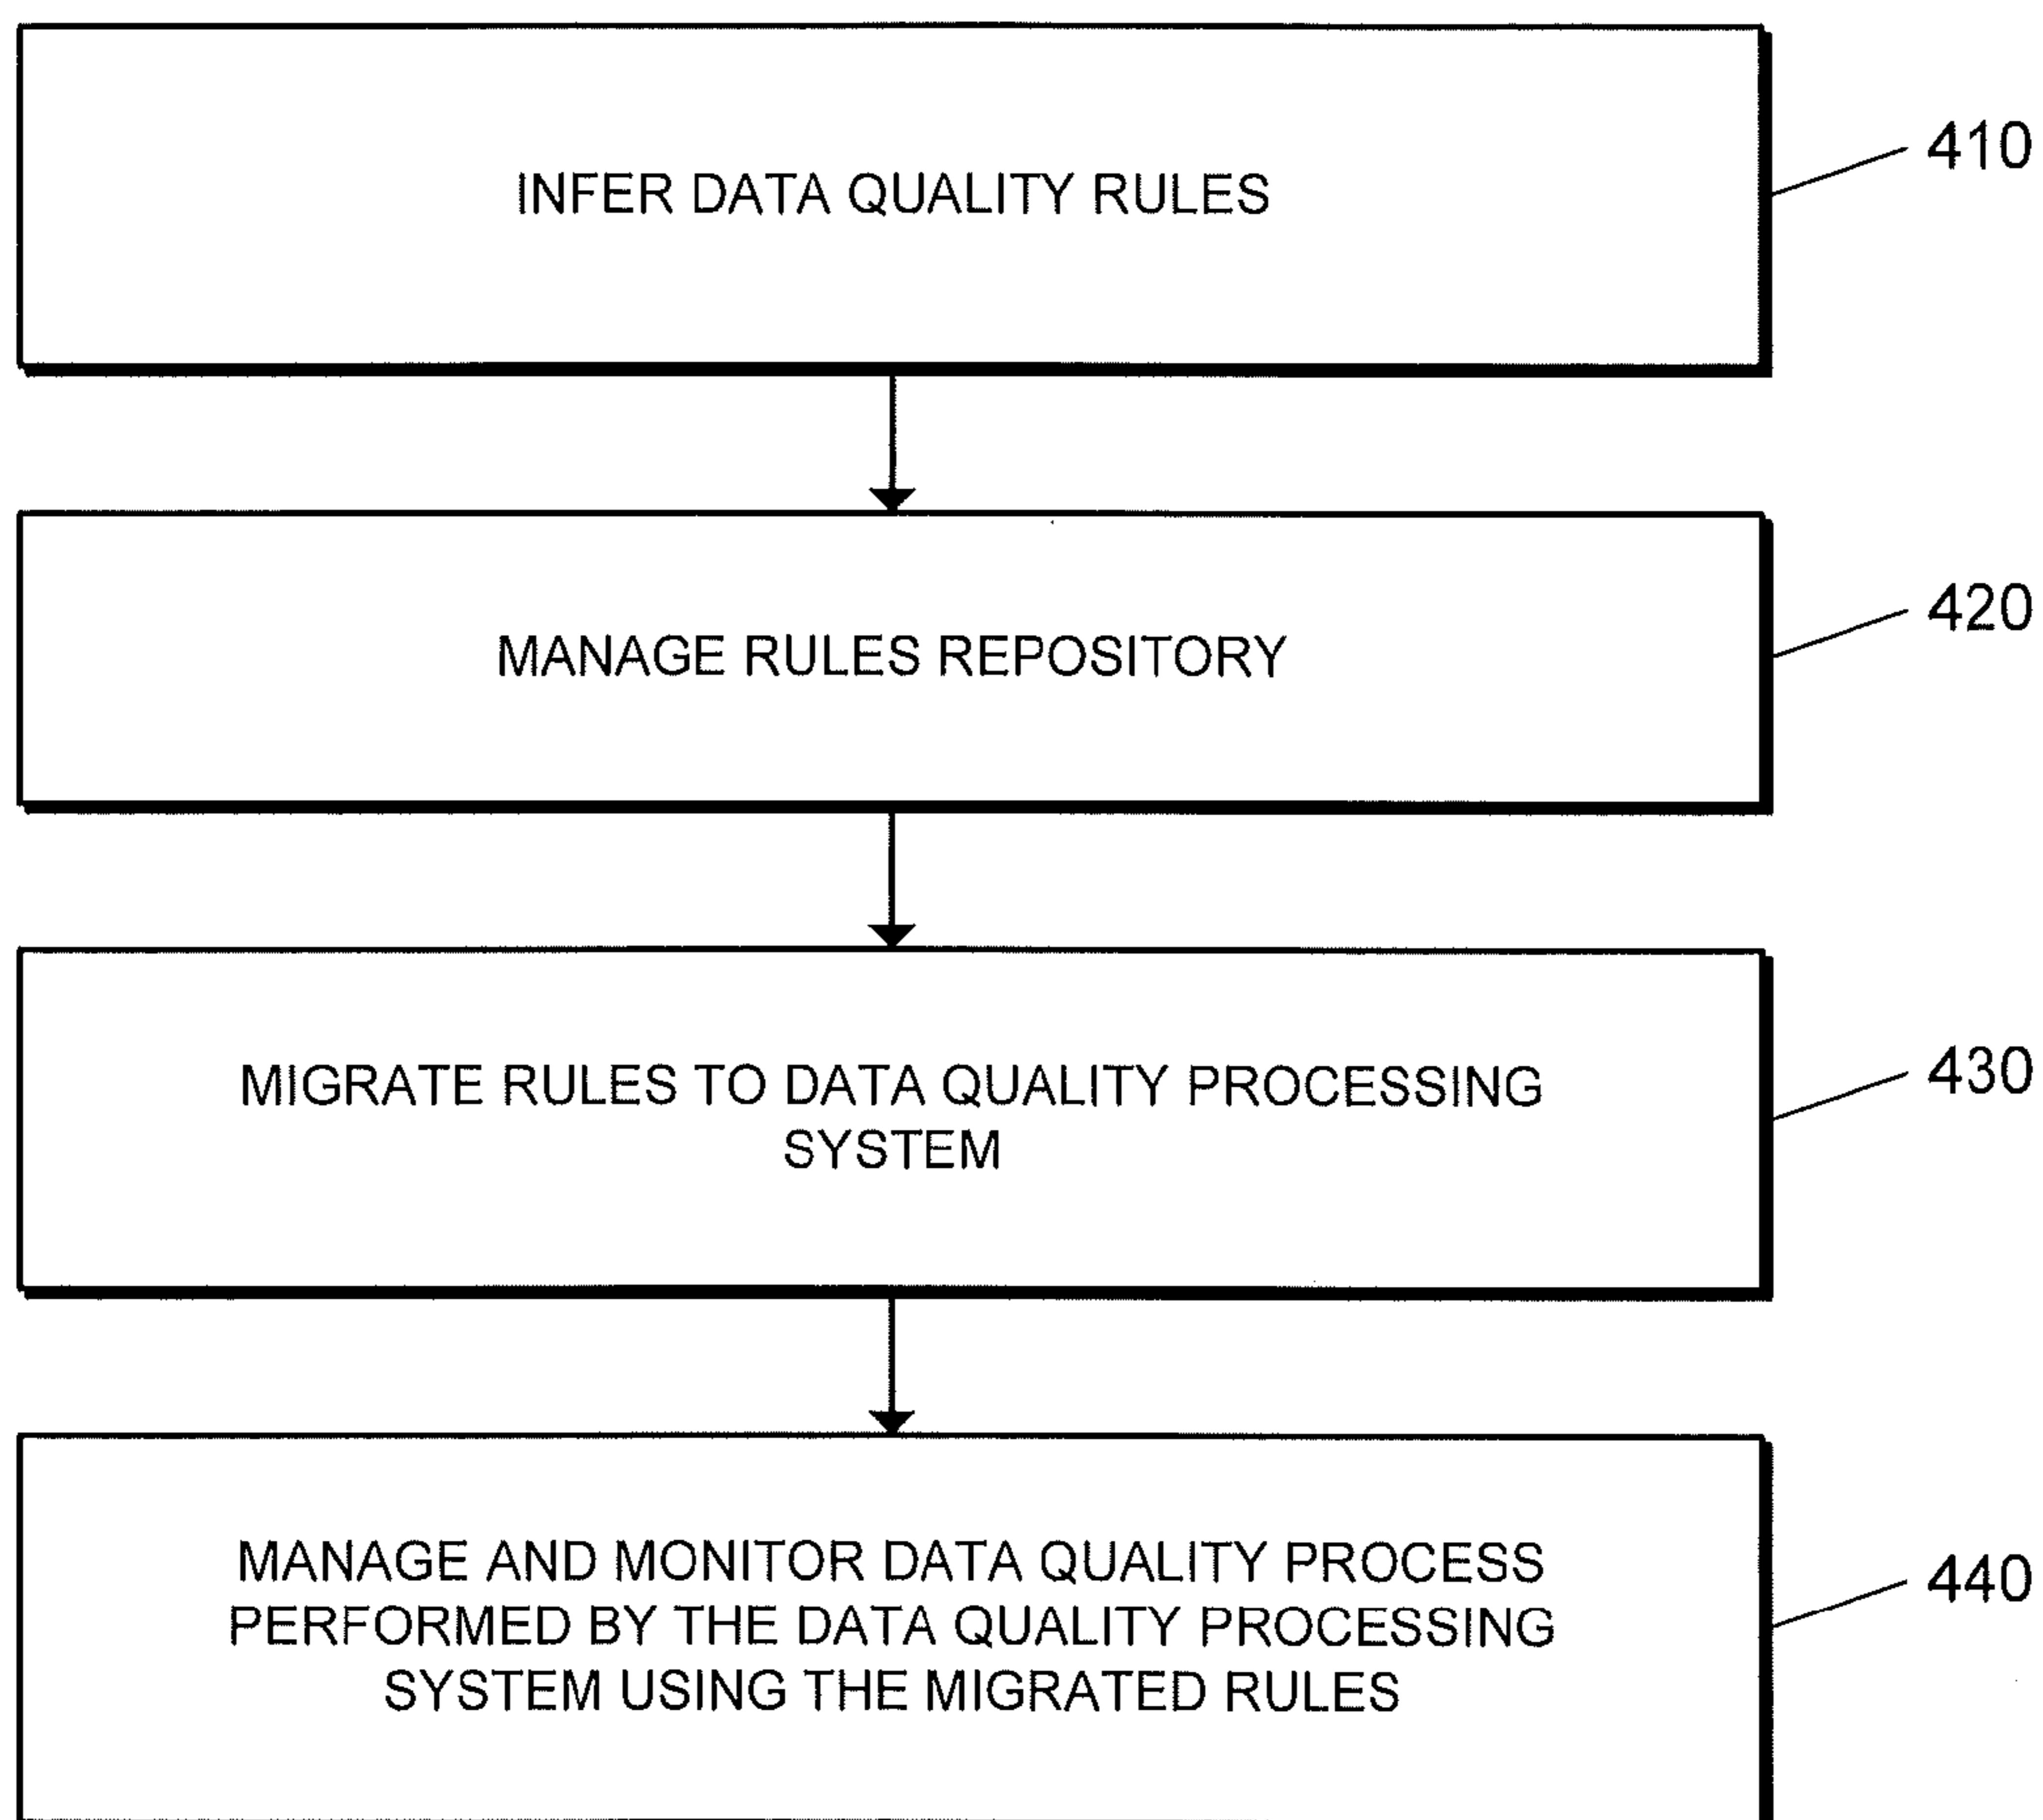 INFER DATA QUALITY RULES
410
MANAGE RULES REPOSITORY
420
MIGRATE RULES TO DATA QUALITY PROCESSING
SYSTEM
430
MANAGE AND MONITOR DATA QUALITY PROCESS
PERFORMED BY THE DATA QUALITY PROCESSING
SYSTEM USING THE MIGRATED RULES
440